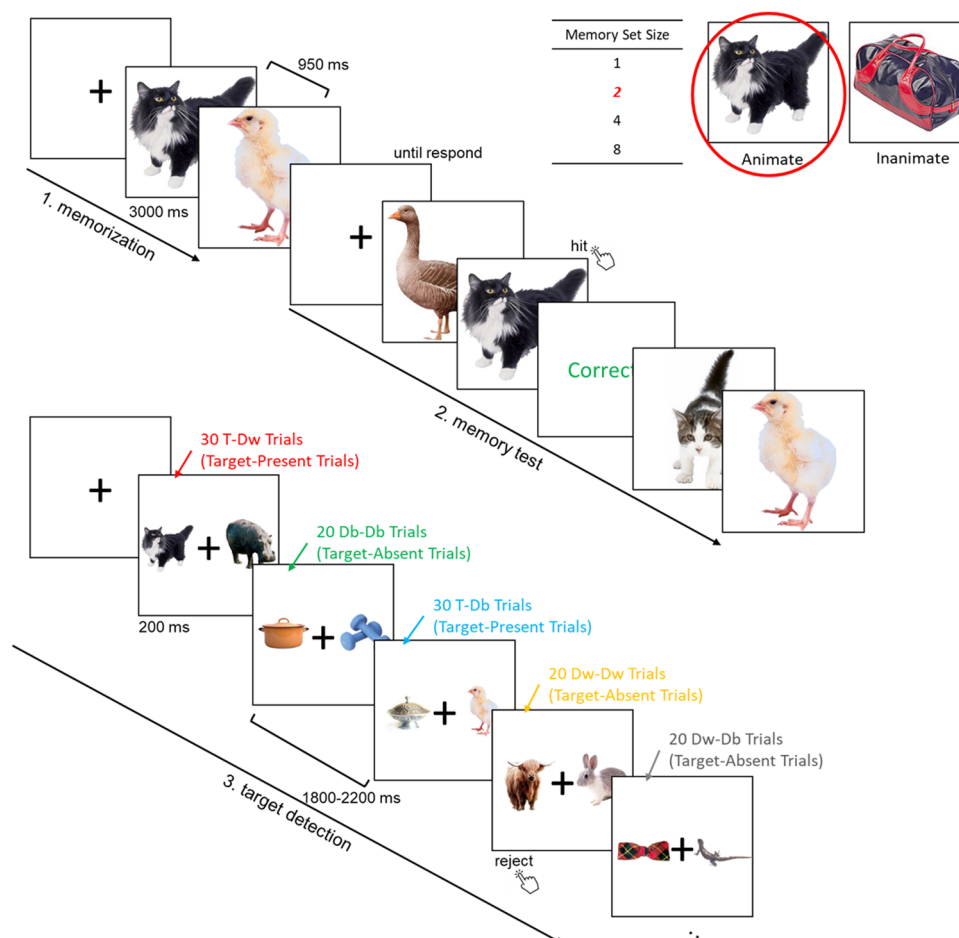 950 ms
Memory Set Size
1
2
4
8
Animate
Inanimate
3000 ms
1. memorization
until respond
hit
Correct
2. memory test
30 T-Dw Trials
(Target-Present Trials)
20 Db-Db Trials
(Target-Absent Trials)
200 ms
30 T-Db Trials
(Target-Present Trials)
20 Dw-Dw Trials
(Target-Absent Trials)
20 Dw-Db Trials
(Target-Absent Trials)
1800-2200 ms
3. target detection
reject